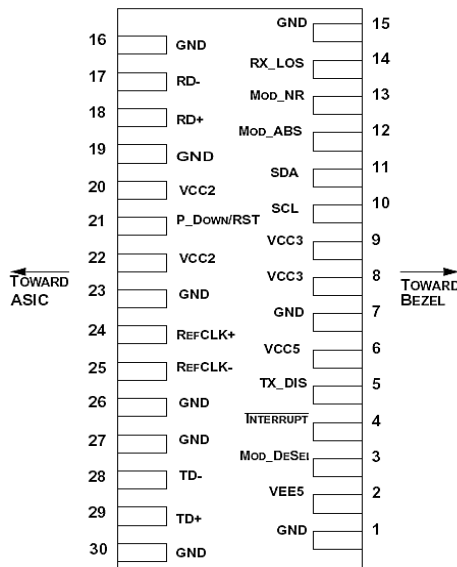 GND 15
16 GND
RX_LOS 14
17 RD-
MOD_NR 13
18 RD+
MOD_ABS 12
19 GND
SDA 11
20 VCC2
SCL 10
21 P_DOWN/RST
VCC3 9
22 VCC2
VCC3 8
TOWARD ASIC
TOWARD BEZEL
23 GND
GND 7
24 REFCLK+
VCC5 6
25 REFCLK-
TX_DIS 5
26 GND
INTERRUPT 4
27 GND
MOD_DESEl 3
28 TD-
VEE5 2
29 TD+
GND 1
30 GND